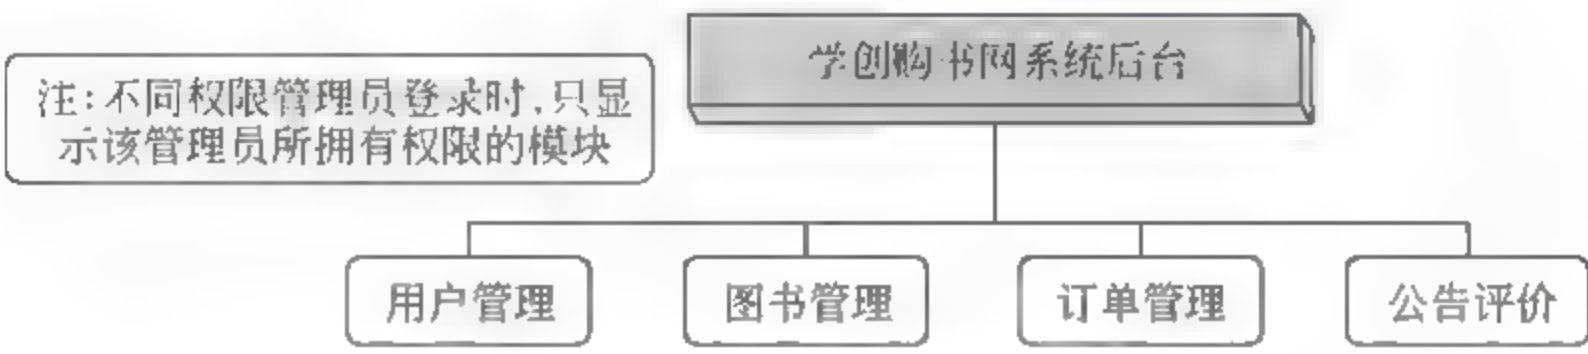 学创购书网系统后台
注:不同权限管理员登录时,只显
示该管理员所拥有权限的模块
用户管理
图书管理
订单管理
公告评价